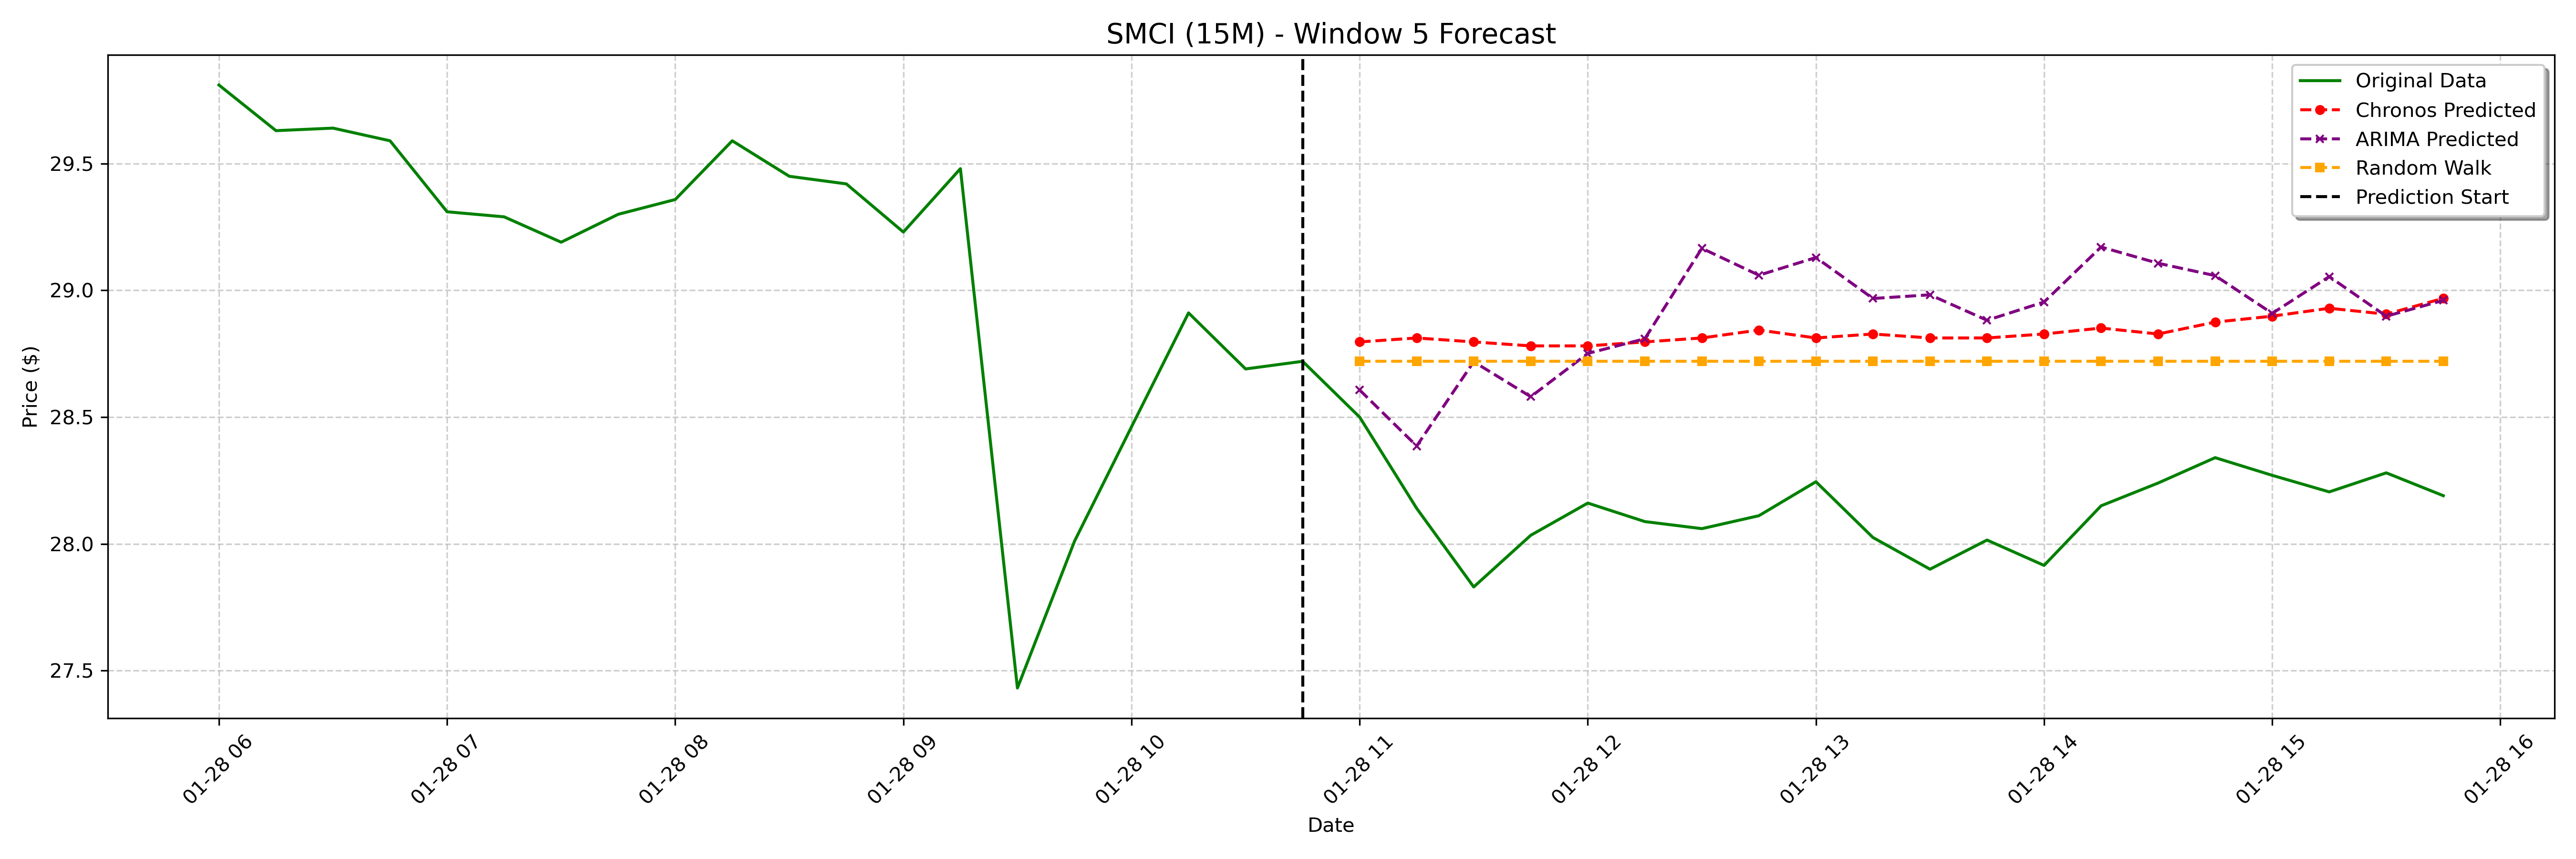 SMCI (15M) - Window 5 Forecast
Original Data
Chronos Predicted
ARIMA Predicted
Random Walk
Prediction Start
Price ($)
29.5
29.0
28.5
28.0
27.5
01-28 06
01-28 07
01-28 08
01-28 09
01-28 10
01-28 11
01-28 12
01-28 13
01-28 14
01-28 15
01-28 16
Date